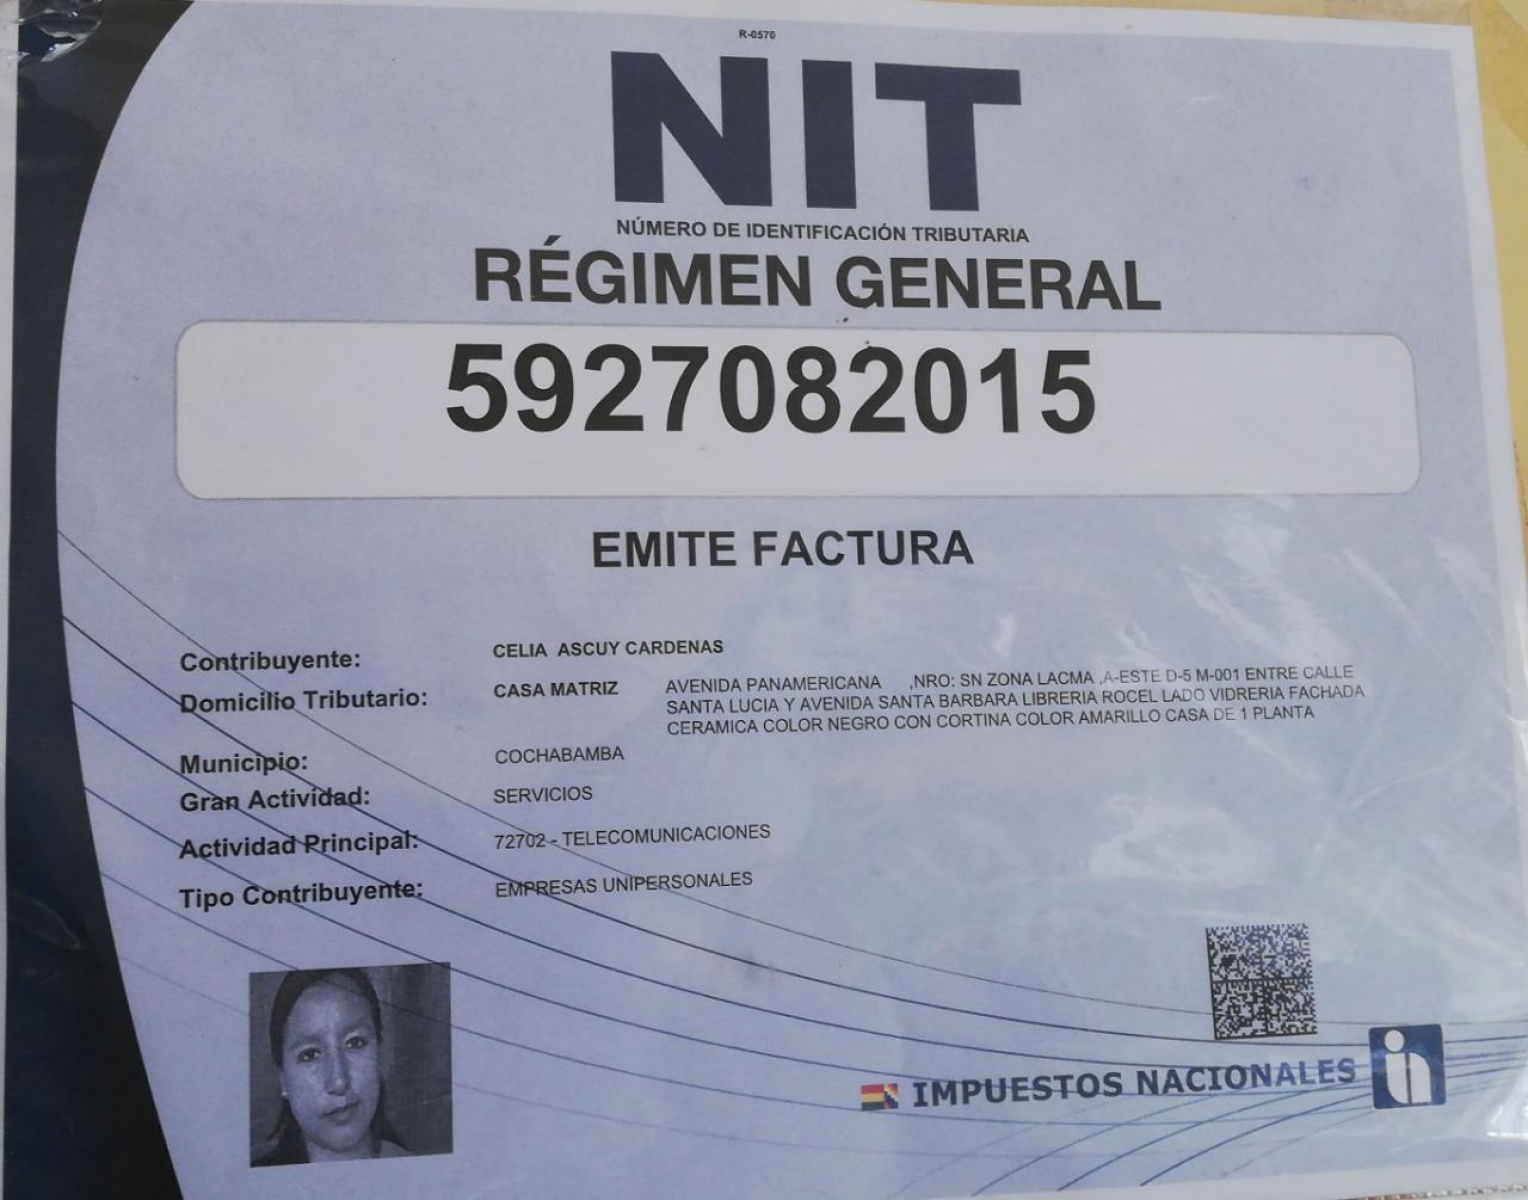 R-0570
NIT
NÚMERO DE IDENTIFICACIÓN TRIBUTARIA
RÉGIMEN GENERAL
5927082015
EMITE FACTURA
Contribuyente: CELIA ASCUY CARDENAS
Domicilio Tributario: CASA MATRIZ AVENIDA PANAMERICANA ,NRO: SN ZONA LACMA ,A-ESTE D-5 M-001 ENTRE CALLE
SANTA LUCIA Y AVENIDA SANTA BARBARA LIBRERIA ROCEL LADO VIDRERIA FACHADA
CERAMICA COLOR NEGRO CON CORTINA COLOR AMARILLO CASA DE 1 PLANTA
Municipio: COCHABAMBA
Gran Actividad: SERVICIOS
Actividad Principal: 72702 - TELECOMUNICACIONES
Tipo Contribuyente: EMPRESAS UNIPERSONALES
IMPUESTOS NACIONALES